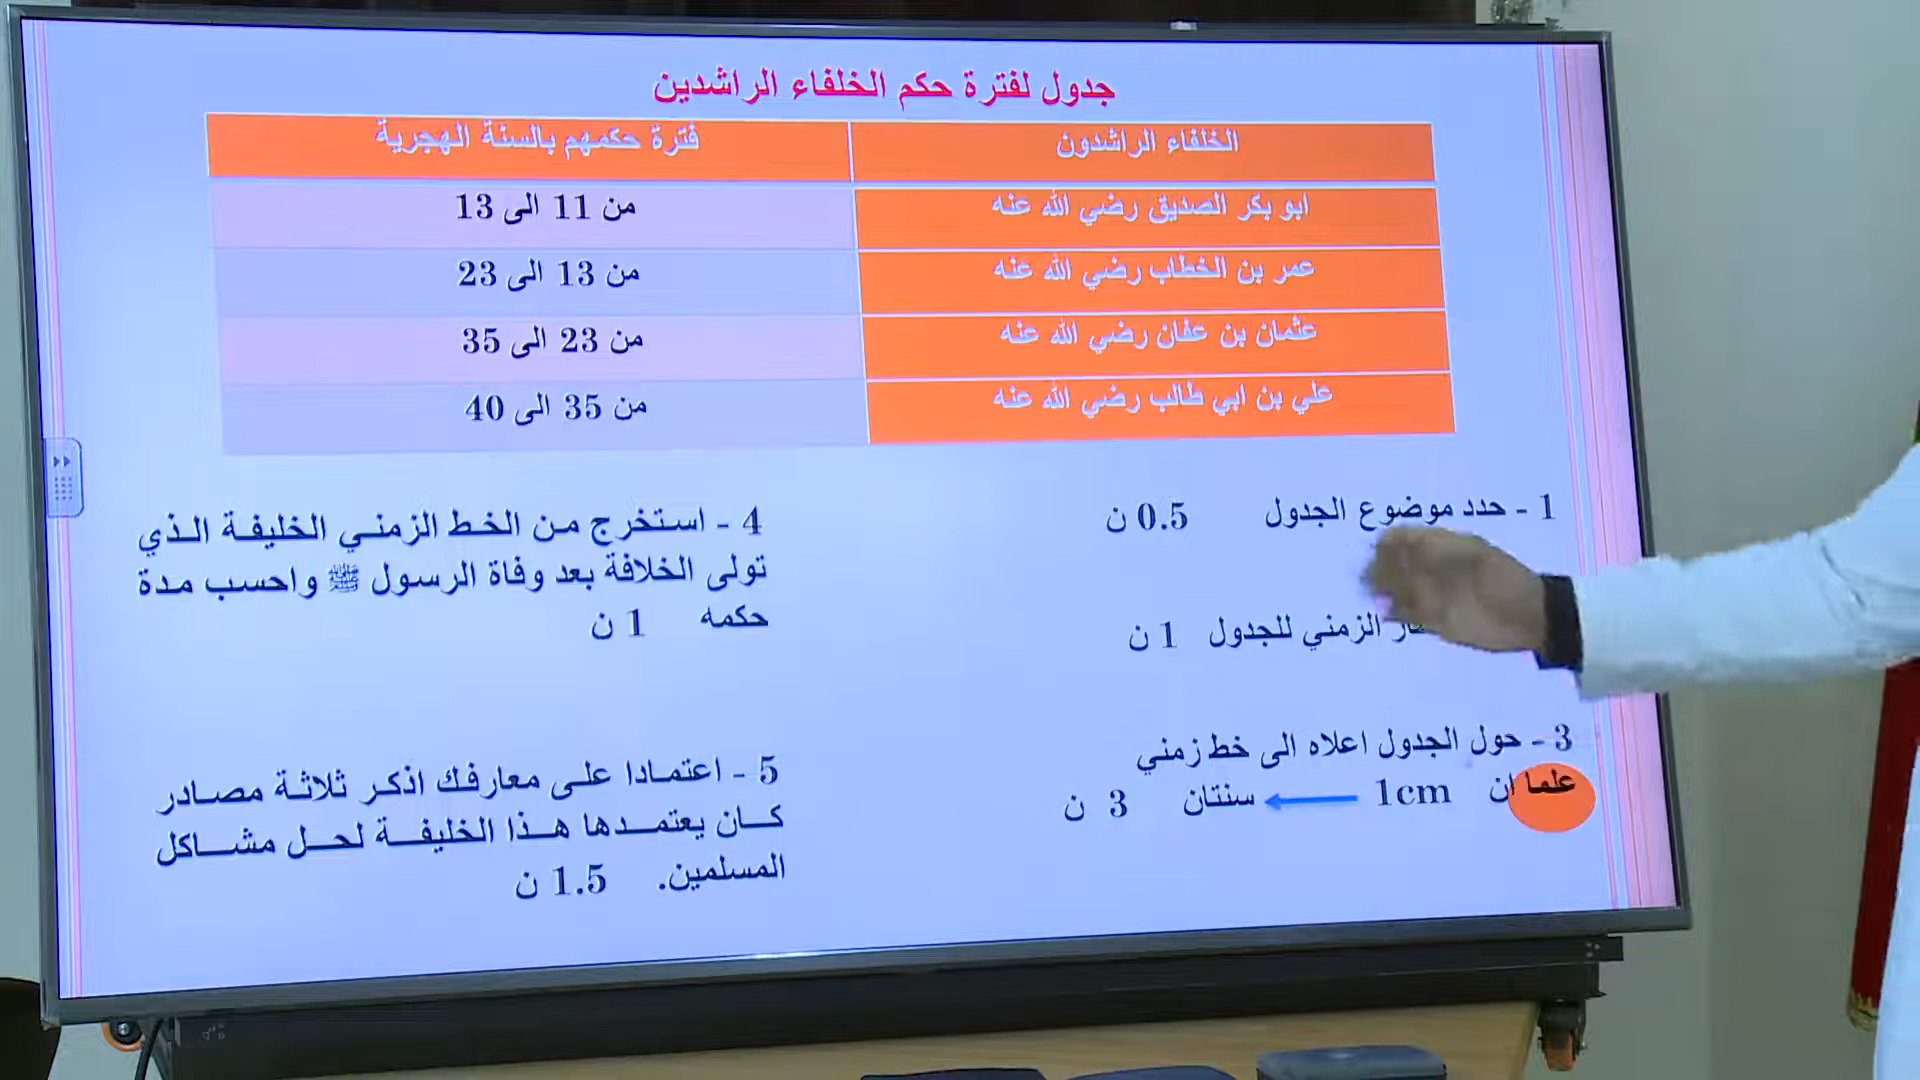 جدول لفترة حكم الخلفاء الراشدين
الخلفاء الراشدون فترة حكمهم بالسنة الهجرية
ابو بكر الصديق رضي الله عنه من 11 الى 13
عمر بن الخطاب رضي الله عنه من 13 الى 23
عثمان بن عفان رضي الله عنه من 23 الى 35
علي بن ابي طالب رضي الله عنه من 35 الى 40
1 - حدد موضوع الجدول 0.5 ن
الزمني للجدول 1 ن
3 - حول الجدول اعلاه الى خط زمني
علما ان 1cm سنتان 3 ن
4 - استخرج من الخط الزمني الخليفة الذي
تولى الخلافة بعد وفاة الرسول ﷺ واحسب مدة
حكمه 1 ن
5 - اعتمادا على معارفك اذكر ثلاثة مصادر
كان يعتمدها هذا الخليفة لحل مشاكل
المسلمين. 1.5 ن